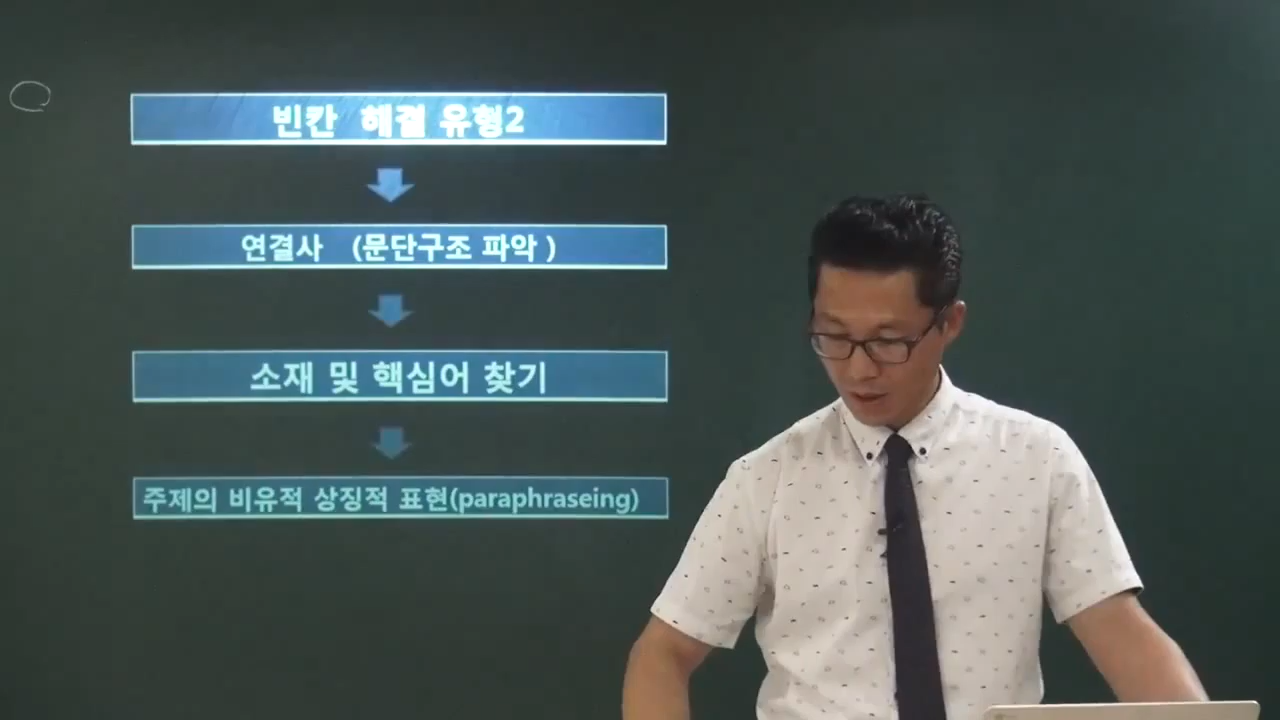 빈칸 해결 유형2
연결사 (문단구조 파악 )
소재 및 핵심어 찾기
주제의 비유적 상징적 표현(paraphraseing)